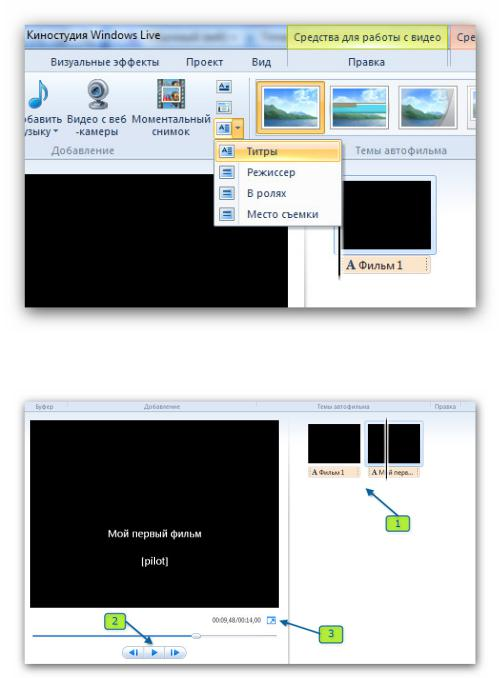 Киностудия Windows Live
Средства для работы с видео
Сре
Визуальные эффекты Проект Вид Правка
бавить Видео с веб Моментальный
узыку -камеры снимок
Добавление
Темы автофильма
Титры
Режиссер
В ролях
Место съемки
А Фильм 1
Буфер Добавление Темы автофильма Правка
А Фильм 1 А Мой перв...
1
Мой первый фильм
[pilot]
2
00:09,48/00:14,00
3